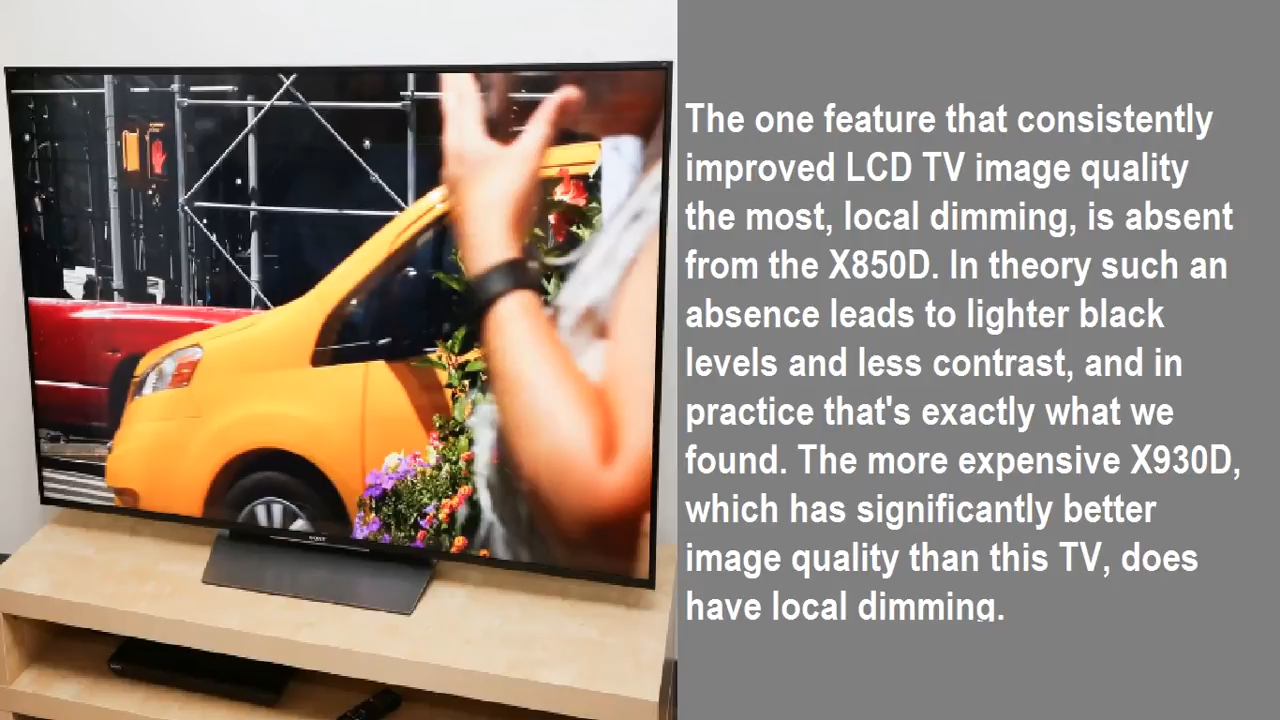 The one feature that consistently
improved LCD TV image quality
the most, local dimming, is absent
from the X850D. In theory such an
absence leads to lighter black
levels and less contrast, and in
practice that's exactly what we
found. The more expensive X930D,
which has significantly better
image quality than this TV, does
have local dimming.
SONY